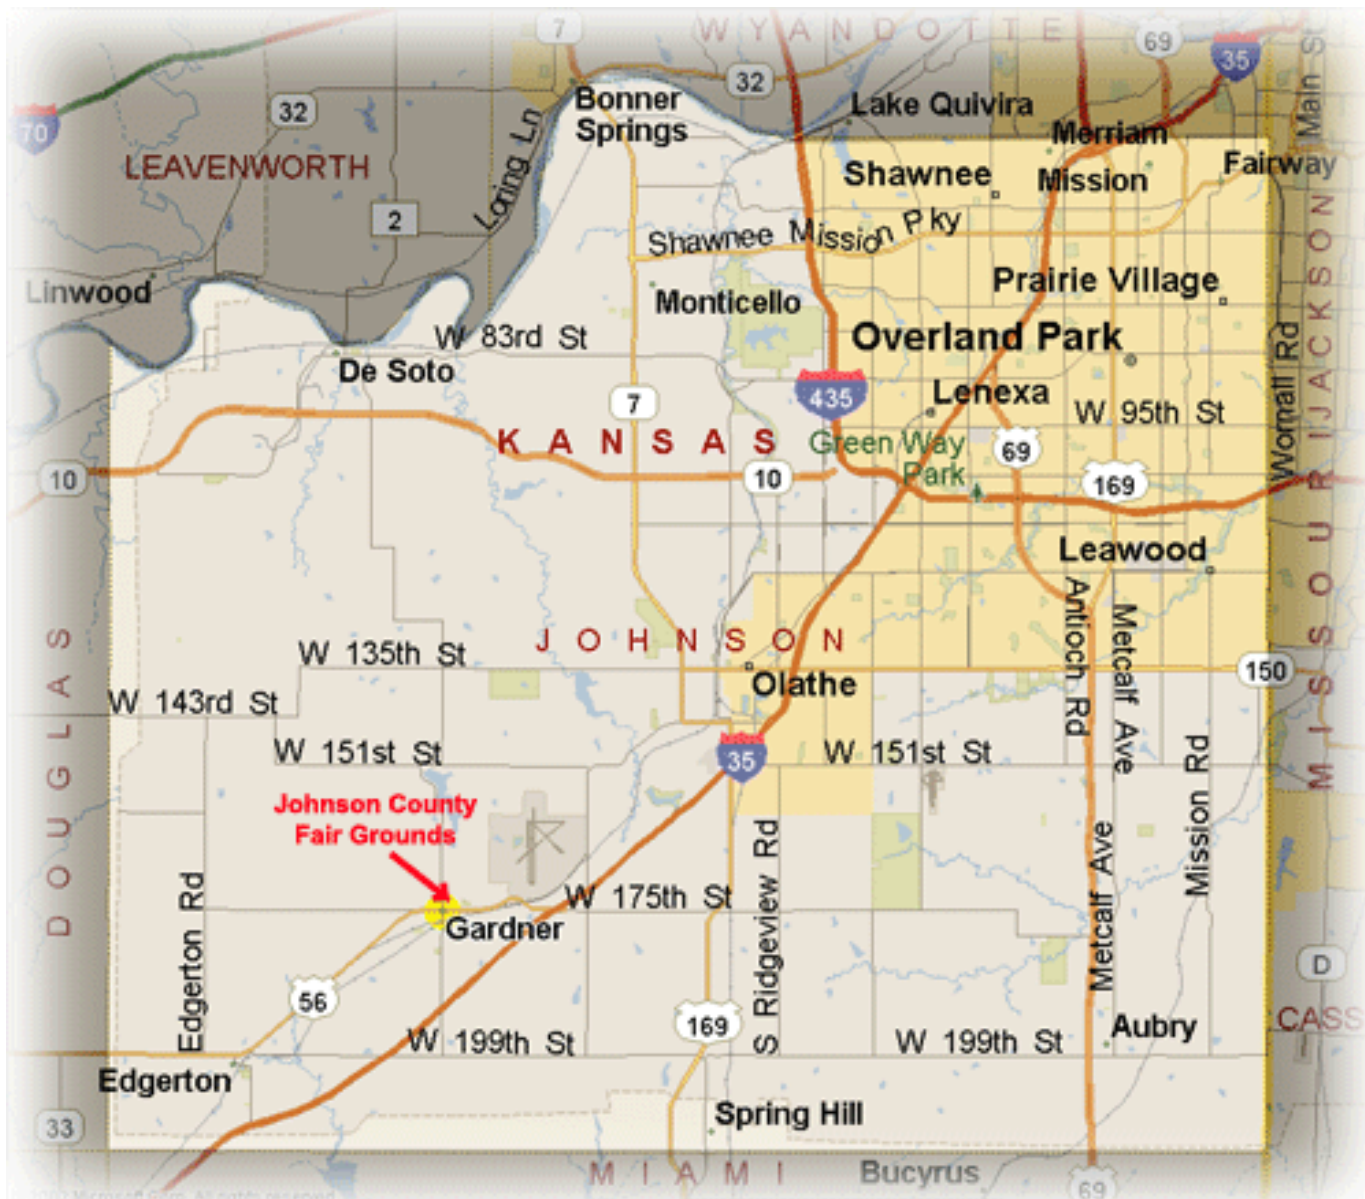 WYANDOTTE
7
69
35
32
Main St
Bonner
Springs
Lake Quivira
32
70
Merriam
LEAVENWORTH
Loring Ln
Shawnee
Mission
Fairway
2
Shawnee Mission Pky
Linwood
Monticello
Prairie Village
JACKSON
W 83rd St
Overland Park
De Soto
Wornall Rd
435
Lenexa
7
W 95th St
KANSAS
Green Way
Park
69
10
10
169
MISSOURI
Leawood
Antioch Rd
Metcalf Ave
JOHNSON
W 135th St
150
Olathe
W 143rd St
DOUGLAS
W 151st St
35
W 151st St
MISSOURI
Mission Rd
Johnson County
Fair Grounds
S Ridgeview Rd
Metcalf Ave
Edgerton Rd
W 175th St
Gardner
D
56
CASS
169
Aubry
W 199th St
W 199th St
Edgerton
33
Spring Hill
MIAMI
Bucyrus
69